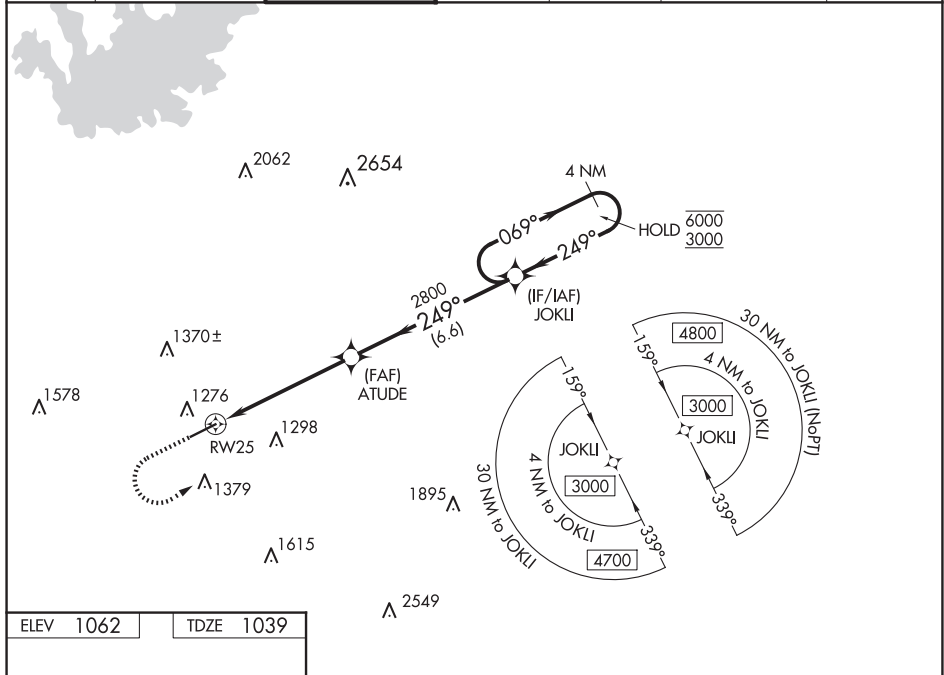 2062
2654
4 NM
069°
HOLD 6000
3000
249°
(IF/IAF)
JOKLI
2800
249°
(6.6)
1370±
(FAF)
ATUDE
1578
1276
1298
RW25
1379
1895
1615
2549
159°
JOKLI
3000
4 NM to JOKLI
30 NM to JOKLI
339°
4700
30 NM to JOKLI (NoPT)
4800
159°
4 NM to JOKLI
3000
JOKLI
339°
ELEV 1062
TDZE 1039